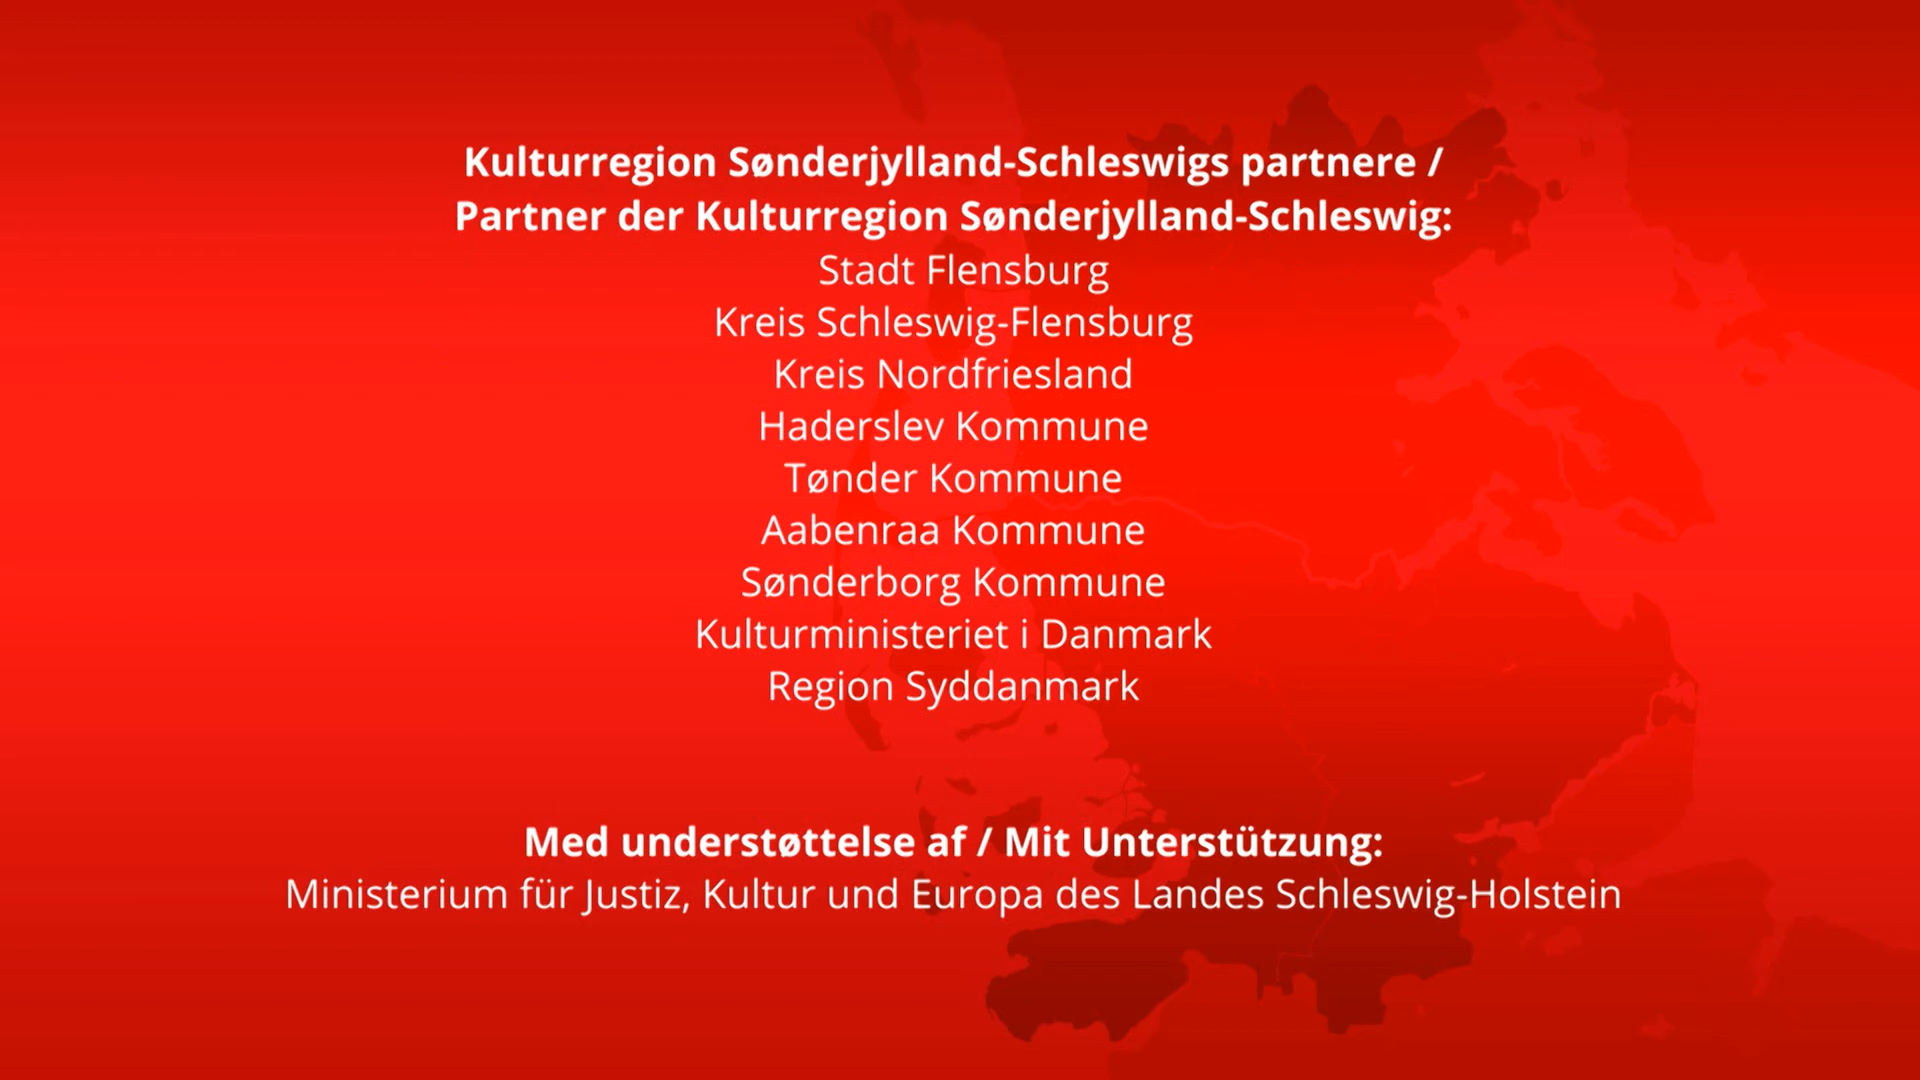 Kulturregion Sønderjylland-Schleswigs partnere /
Partner der Kulturregion Sønderjylland-Schleswig:
Stadt Flensburg
Kreis Schleswig-Flensburg
Kreis Nordfriesland
Haderslev Kommune
Tønder Kommune
Aabenraa Kommune
Sønderborg Kommune
Kulturministeriet i Danmark
Region Syddanmark
Med understøttelse af / Mit Unterstützung:
Ministerium für Justiz, Kultur und Europa des Landes Schleswig-Holstein